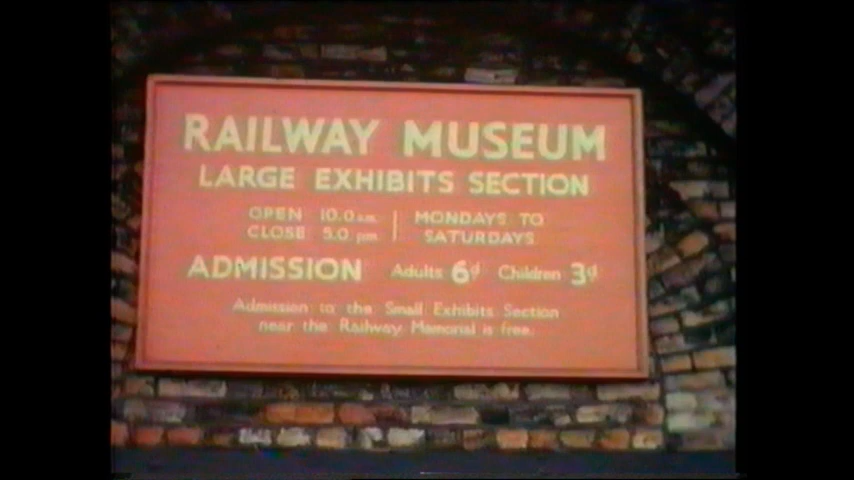 RAILWAY MUSEUM
LARGE EXHIBITS SECTION
OPEN 10.0 a.m. | MONDAYS TO
CLOSE 5.0 p.m. | SATURDAYS
ADMISSION Adults 6d Children 3d
Admission to the Small Exhibits Section
near the Railway Memorial is free.